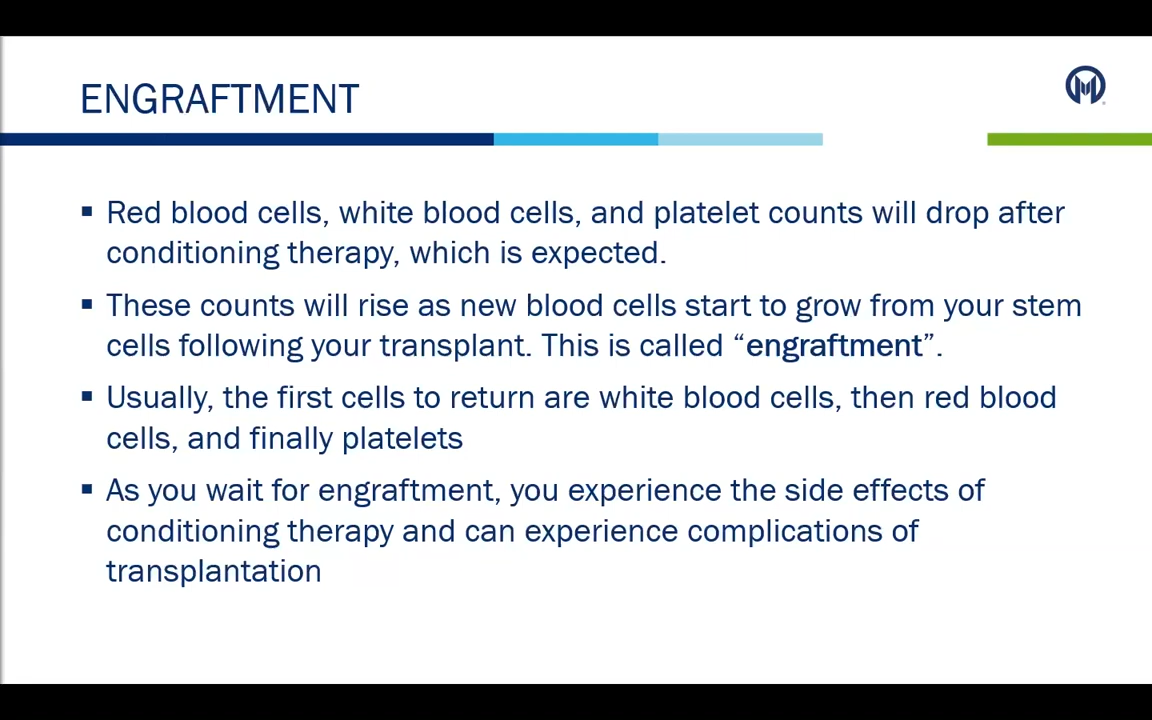 ENGRAFTMENT
▪ Red blood cells, white blood cells, and platelet counts will drop after
conditioning therapy, which is expected.
▪ These counts will rise as new blood cells start to grow from your stem
cells following your transplant. This is called “engraftment”.
▪ Usually, the first cells to return are white blood cells, then red blood
cells, and finally platelets
▪ As you wait for engraftment, you experience the side effects of
conditioning therapy and can experience complications of
transplantation